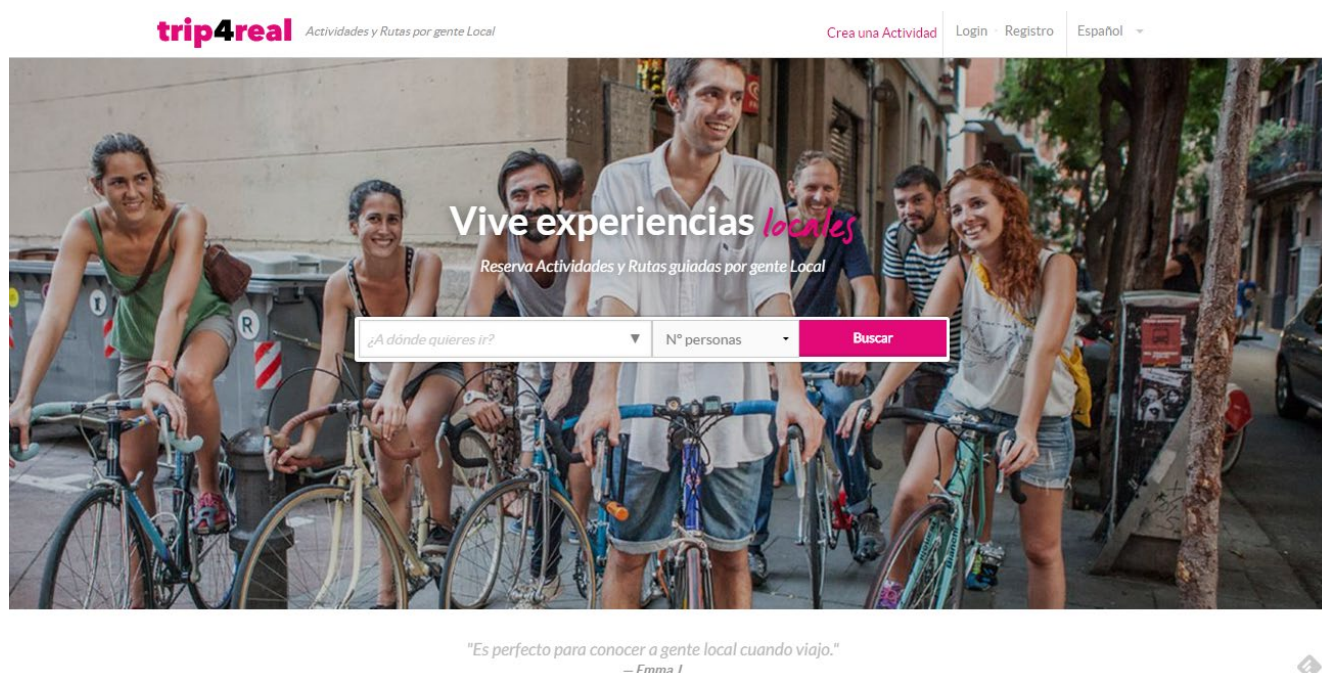 trip4real
Actividades y Rutas por gente Local
Crea una Actividad
Login · Registro
Español
Vive experiencias locales
Reserva Actividades y Rutas guiadas por gente Local
¿A dónde quieres ir?
Nº personas
Buscar
R
"Es perfecto para conocer a gente local cuando viajo."
— Emma J.